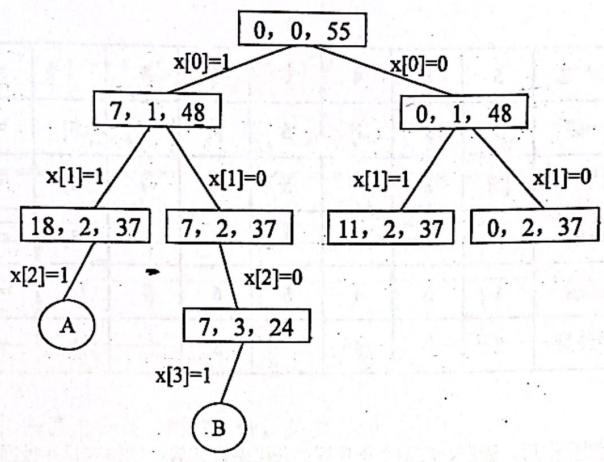 0, 0, 55
x[0]=1
x[0]=0
7, 1, 48
0, 1, 48
x[1]=1
x[1]=0
x[1]=1
x[1]=0
18, 2, 37
7, 2, 37
11, 2, 37
0, 2, 37
x[2]=1
x[2]=0
A
7, 3, 24
x[3]=1
B